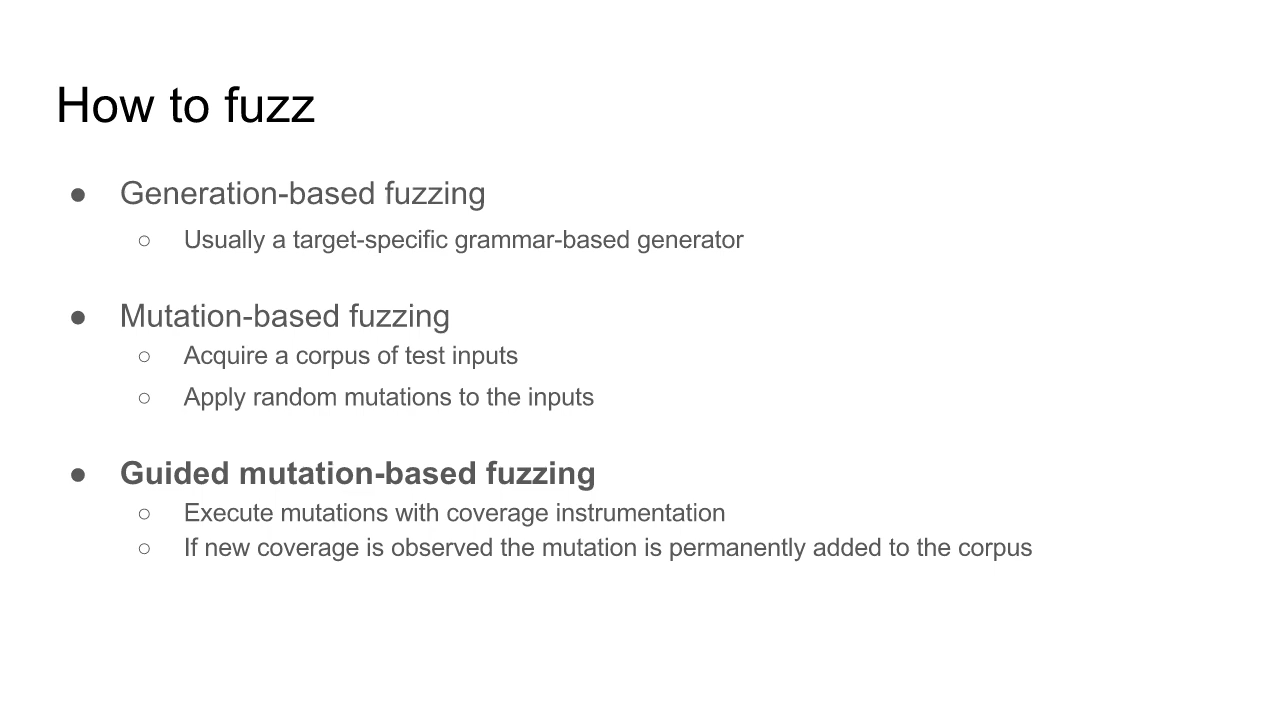 How to fuzz
● Generation-based fuzzing
○ Usually a target-specific grammar-based generator
● Mutation-based fuzzing
○ Acquire a corpus of test inputs
○ Apply random mutations to the inputs
● Guided mutation-based fuzzing
○ Execute mutations with coverage instrumentation
○ If new coverage is observed the mutation is permanently added to the corpus